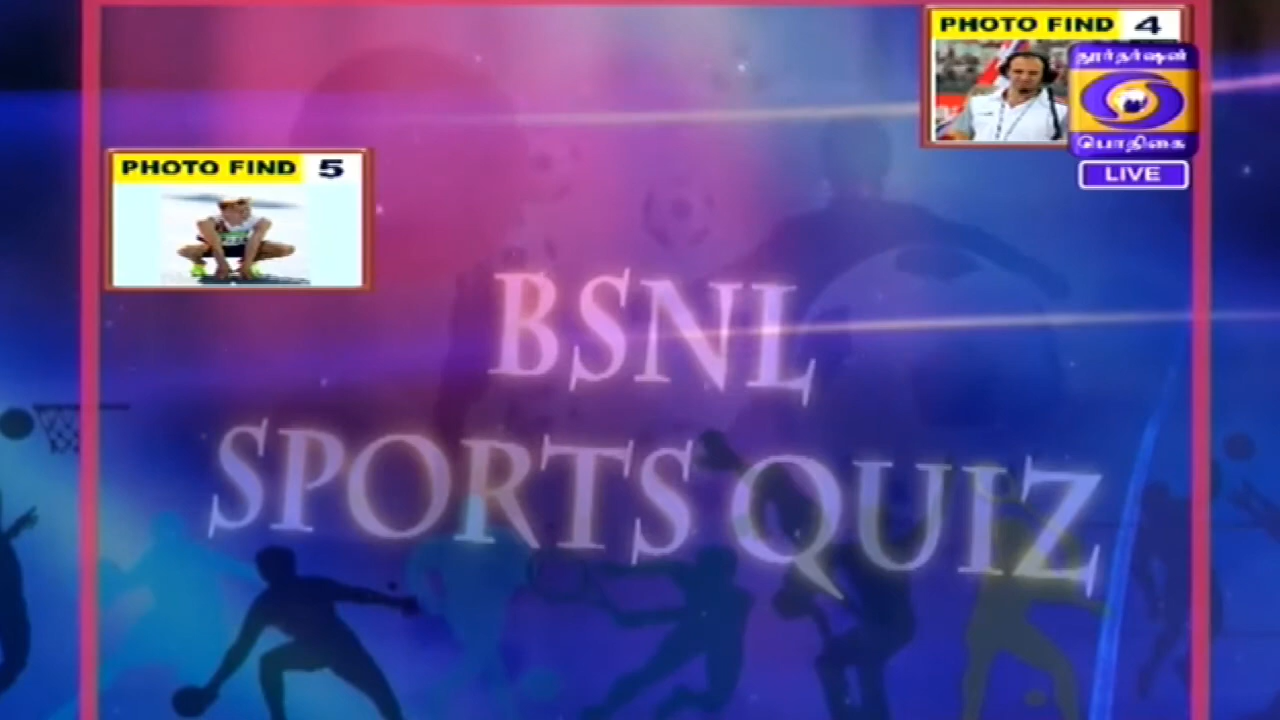 PHOTO FIND 4
தூர்தர்ஷன்
பொதிகை
LIVE
PHOTO FIND 5
BSNL
SPORTS QUIZ